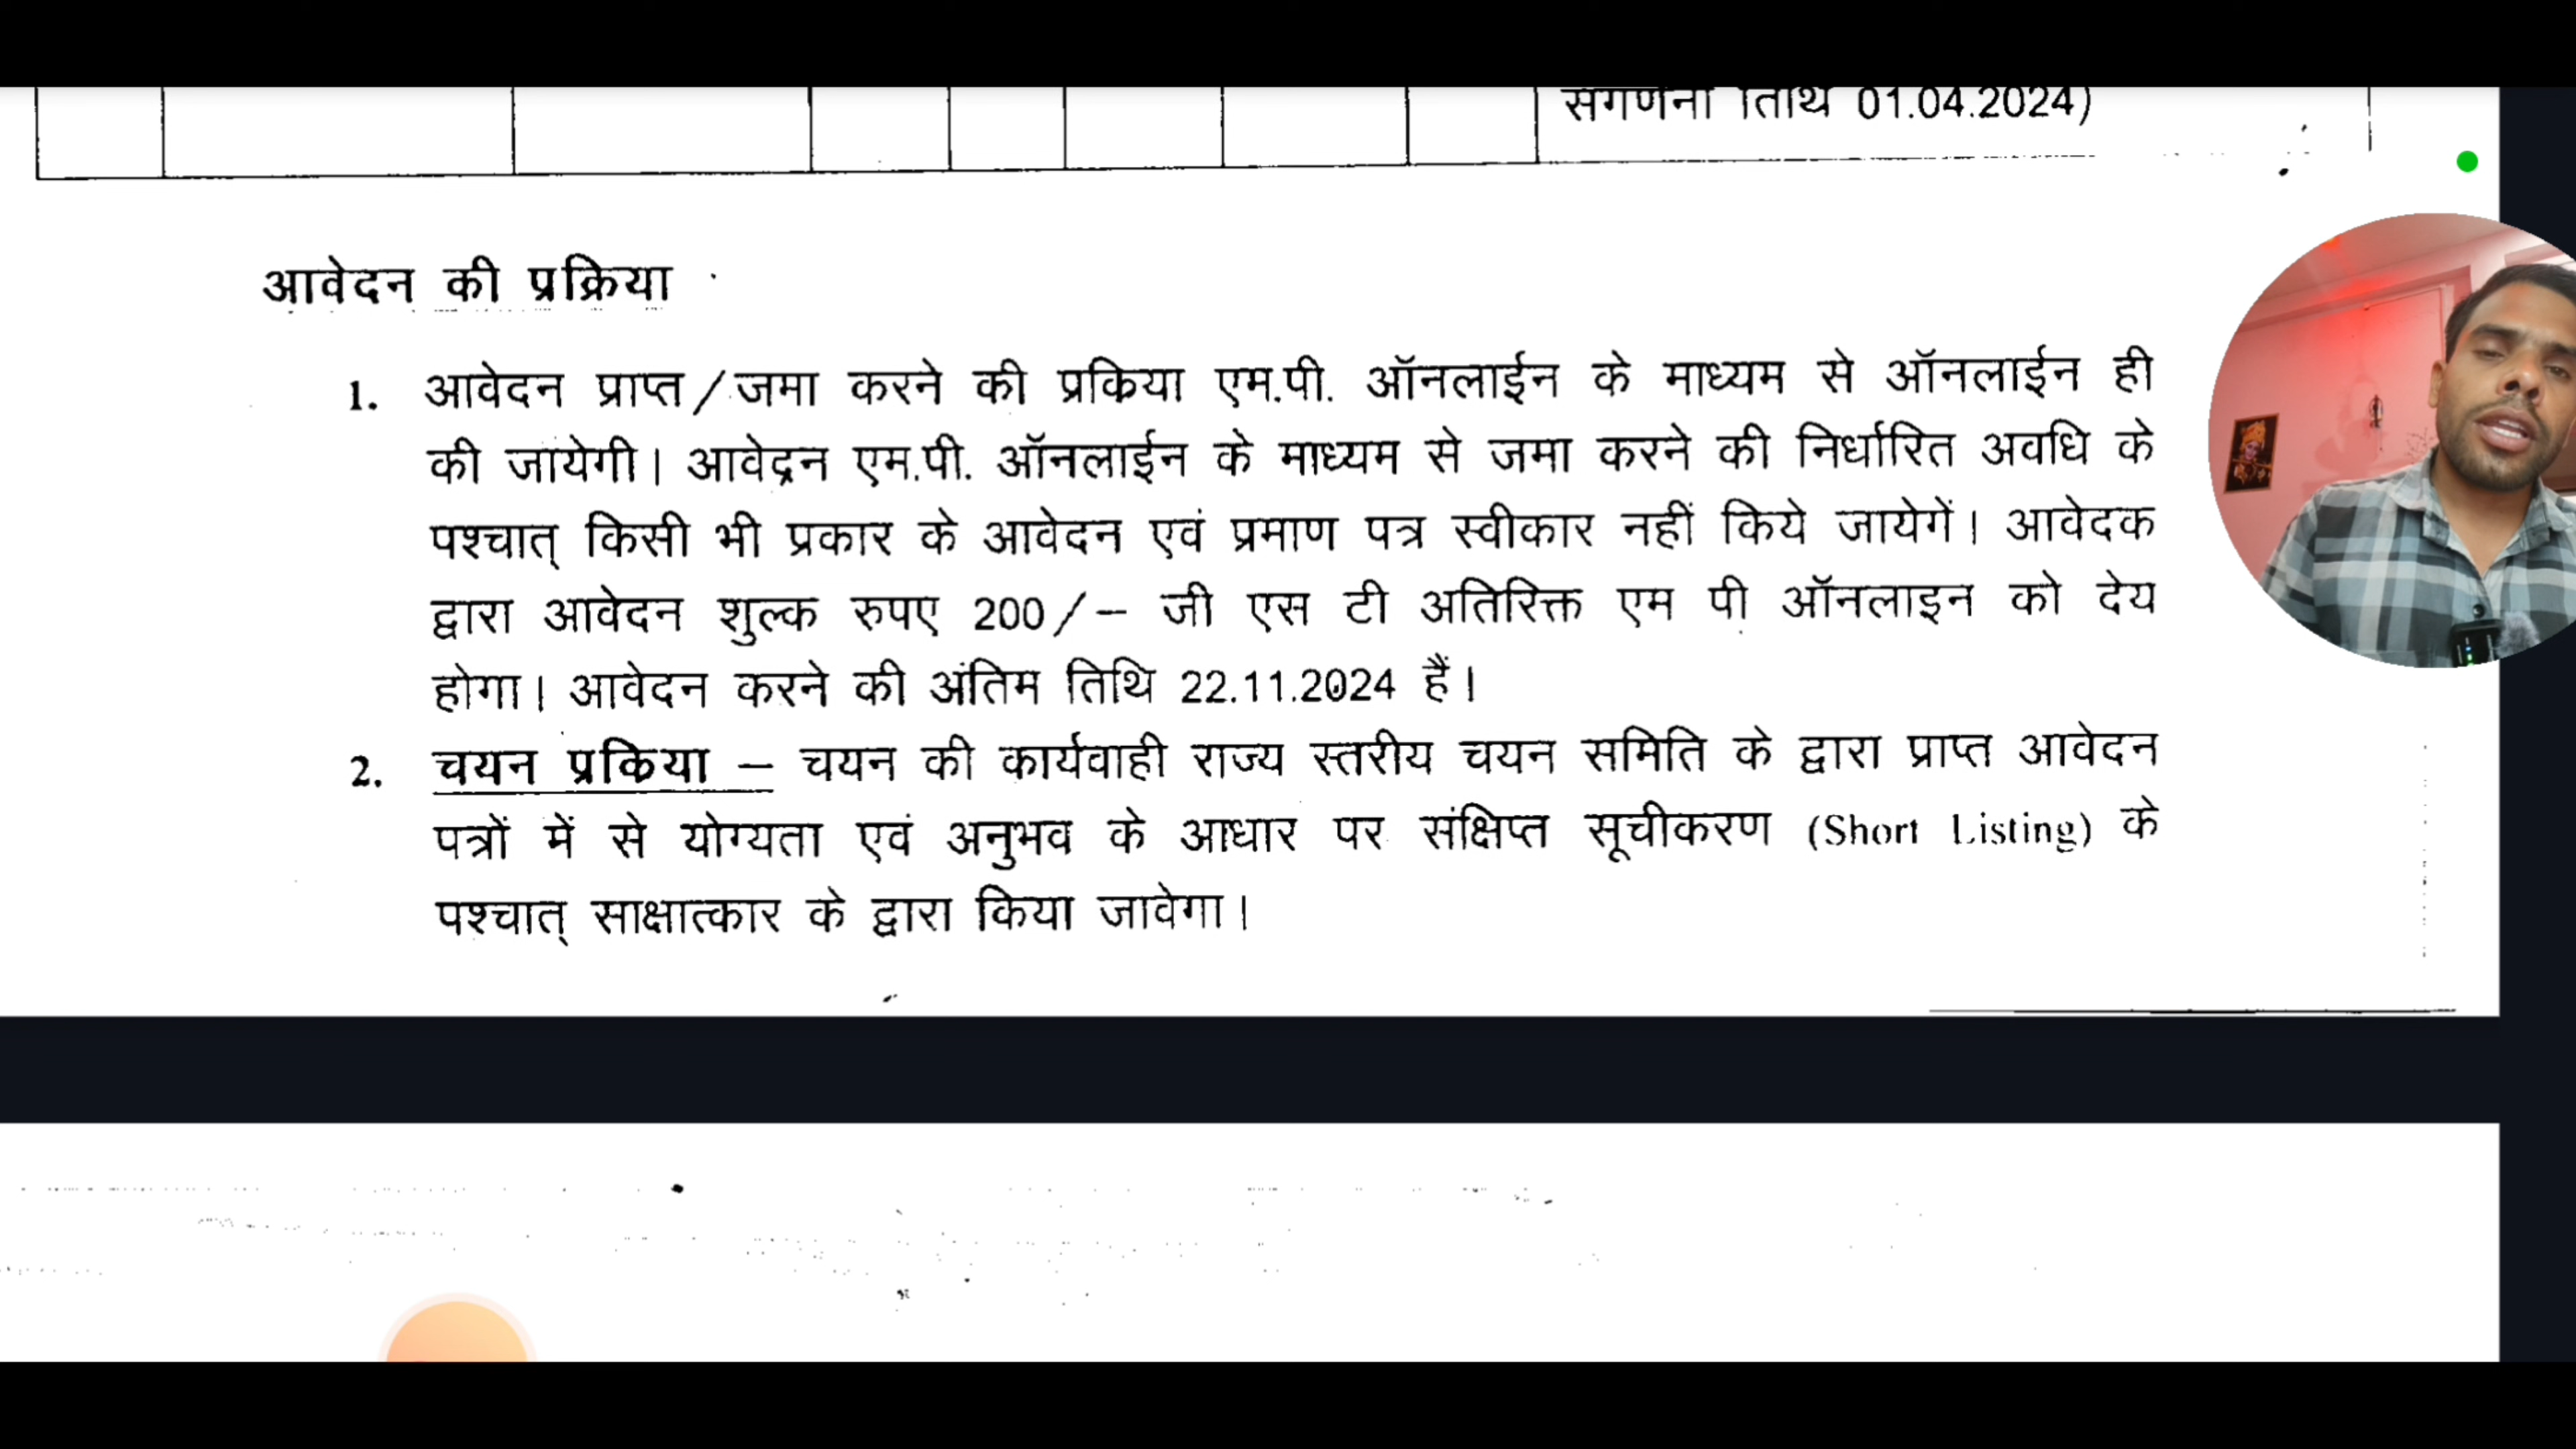 संगणना तिथि 01.04.2024)
आवेदन की प्रक्रिया
1. आवेदन प्राप्त/जमा करने की प्रकिया एम.पी. ऑनलाईन के माध्यम से ऑनलाईन ही
की जायेगी। आवेदन एम.पी. ऑनलाईन के माध्यम से जमा करने की निर्धारित अवधि के
पश्चात् किसी भी प्रकार के आवेदन एवं प्रमाण पत्र स्वीकार नहीं किये जायेगें। आवेदक
द्वारा आवेदन शुल्क रुपए 200/– जी एस टी अतिरिक्त एम पी ऑनलाइन को देय
होगा। आवेदन करने की अंतिम तिथि 22.11.2024 हैं।
2. चयन प्रकिया – चयन की कार्यवाही राज्य स्तरीय चयन समिति के द्वारा प्राप्त आवेदन
पत्रों में से योग्यता एवं अनुभव के आधार पर संक्षिप्त सूचीकरण (Short Listing) के
पश्चात् साक्षात्कार के द्वारा किया जावेगा।